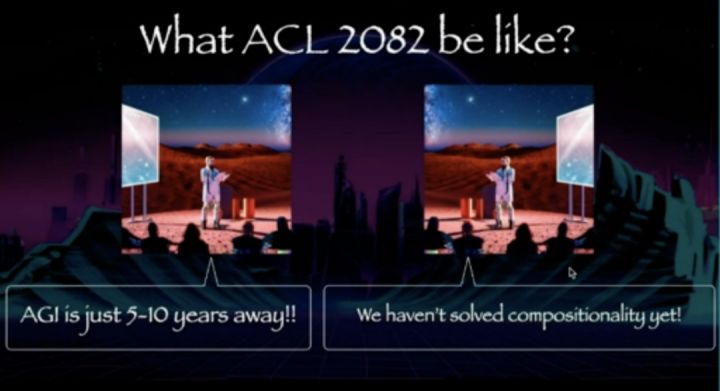 What ACL 2082 be like?
AGI is just 5-10 years away!!
We haven't solved compositionality yet!